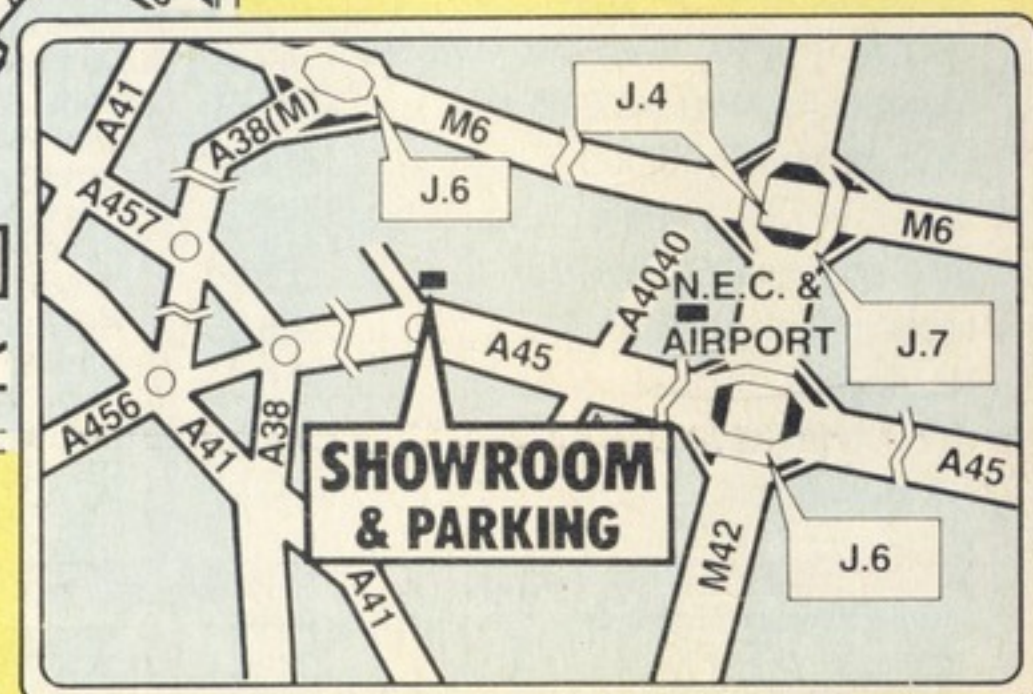 A41
A38(M)
M6
J.4
J.6
A457
M6
A4040
N.E.C. &
AIRPORT
J.7
A45
A456
A41
A38
SHOWROOM
& PARKING
A45
M42
J.6
A41